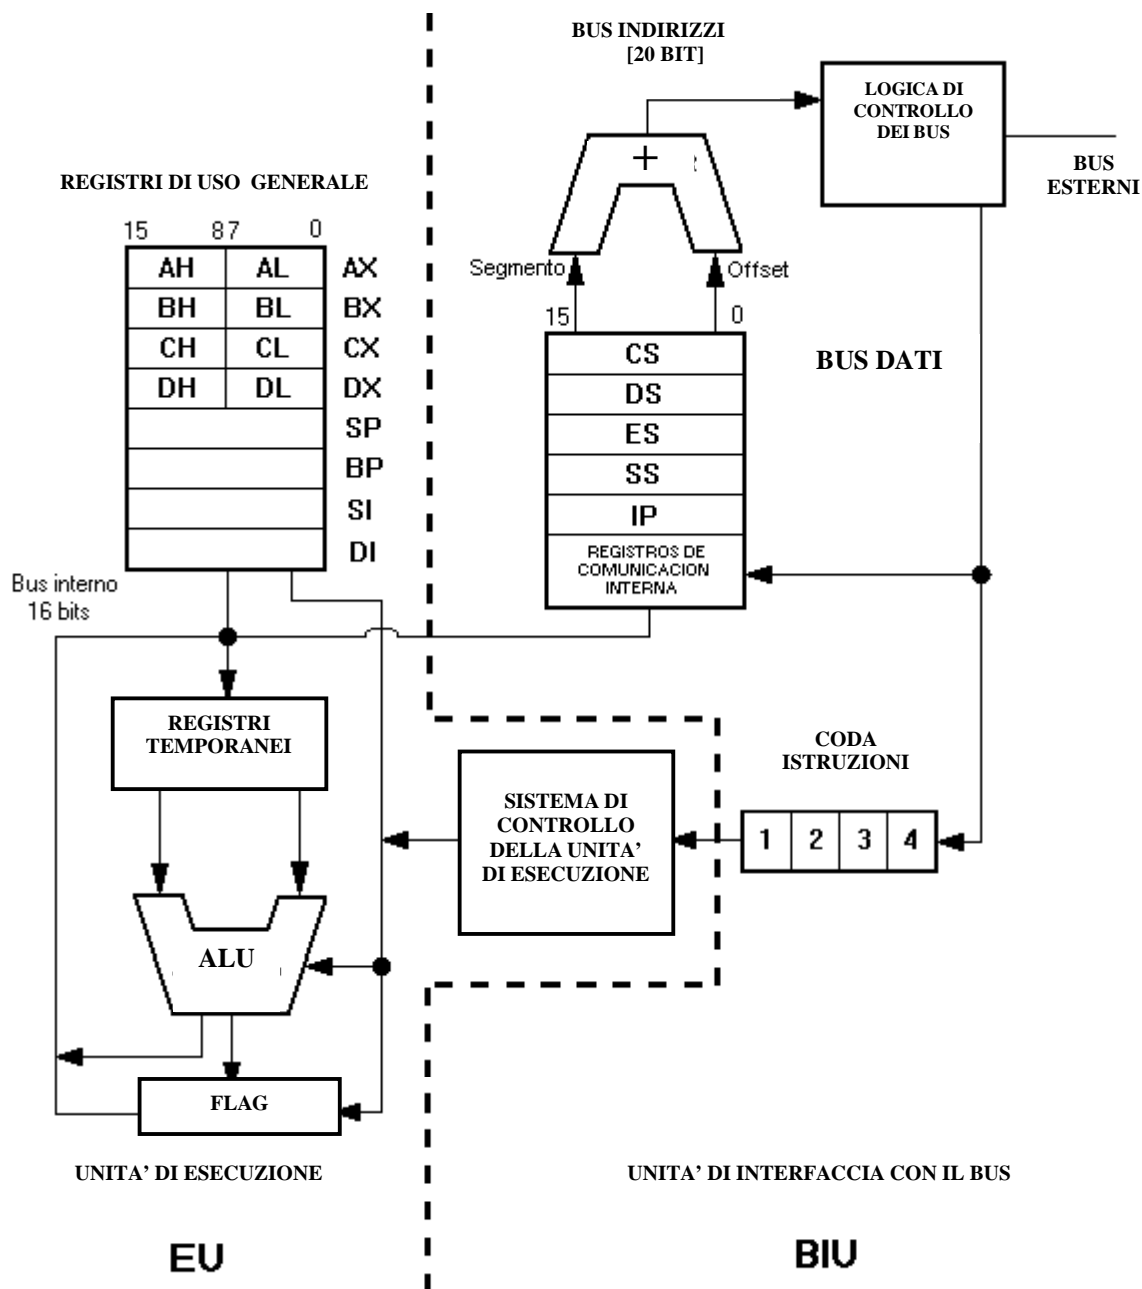 BUS INDIRIZZI
[20 BIT]
LOGICA DI
CONTROLLO
DEI BUS
BUS
ESTERNI
REGISTRI DI USO GENERALE
15 8 7 0
AH AL AX
BH BL BX
CH CL CX
DH DL DX
SP
BP
SI
DI
+
Segmento Offset
15 0
CS
DS
ES
SS
IP
REGISTROS DE
COMUNICACION
INTERNA
BUS DATI
Bus interno
16 bits
REGISTRI
TEMPORANEI
SISTEMA DI
CONTROLLO
DELLA UNITA'
DI ESECUZIONE
CODA
ISTRUZIONI
1 2 3 4
ALU
FLAG
UNITA' DI ESECUZIONE
UNITA' DI INTERFACCIA CON IL BUS
EU
BIU